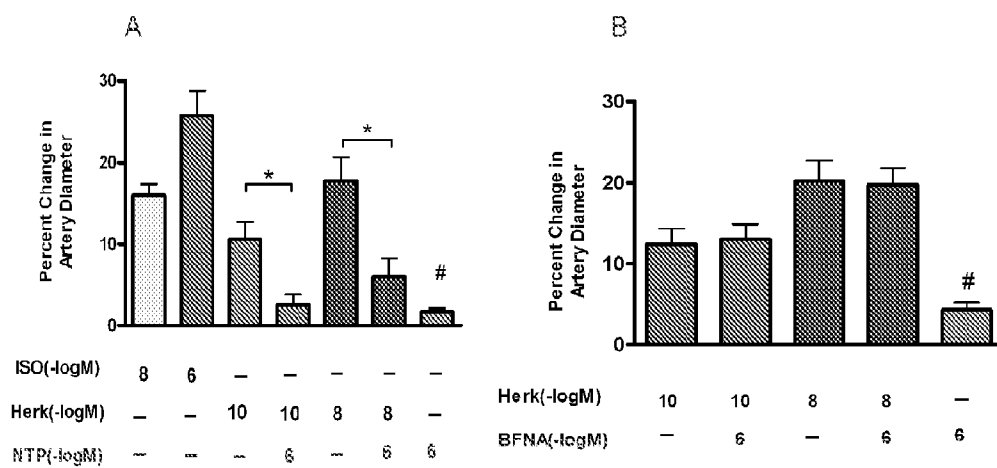 A
30
20
10
0
Percent Change in
Artery Diameter
*
*
#
ISO(-logM) 8 6 – – – – –
Herk(-logM) – – 10 10 8 8 –
NTP(-logM) – – – 6 – 6 6
B
30
20
10
0
Percent Change in
Artery Diameter
#
Herk(-logM) 10 10 8 8 –
BFNA(-logM) – 6 – 6 6